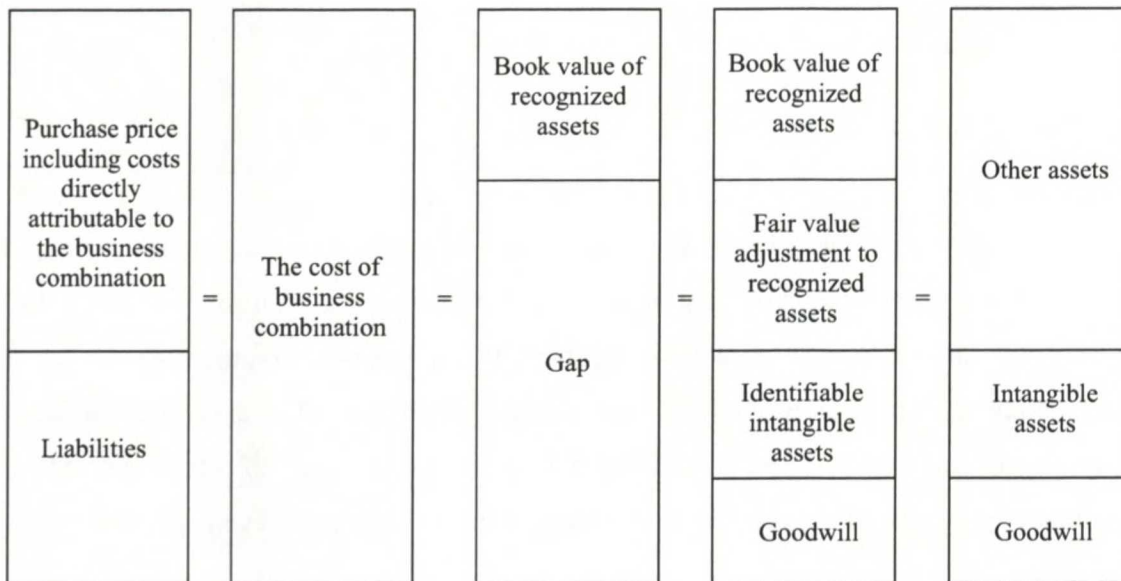 Purchase price
including costs
directly
attributable to
the business
combination
Liabilities
=
The cost of
business
combination
=
Book value of
recognized
assets
Gap
=
Book value of
recognized
assets
Fair value
adjustment to
recognized
assets
Identifiable
intangible
assets
Goodwill
=
Other assets
Intangible
assets
Goodwill